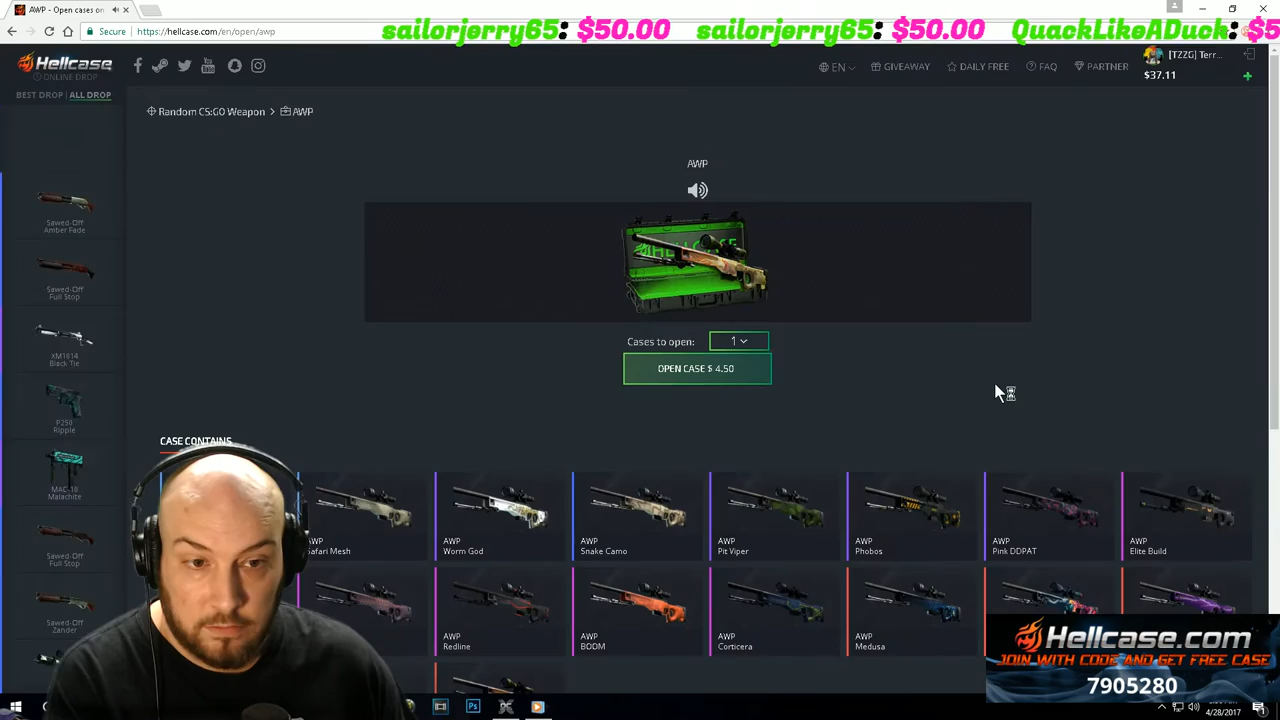 AWP - Open cases on
Secure | https://hellcase.com/en/open/awp
sailorjerry65: $50.00 sailorjerry65: $50.00 QuackLikeADuck: $5
Hellcase
ONLINE DROP
EN
GIVEAWAY
DAILY FREE
FAQ
PARTNER
[TZZG] Terr...
$37.11
BEST DROP | ALL DROP
Random CS:GO Weapon > AWP
AWP
HELLCASE
Cases to open: 1
OPEN CASE $ 4.50
Sawed-Off
Amber Fade
Sawed-Off
Full Stop
XM1014
Black Tie
P250
Ripple
MAC-10
Malachite
Sawed-Off
Full Stop
Sawed-Off
Zander
CASE CONTAINS
AWP
Safari Mesh
AWP
Worm God
AWP
Snake Camo
AWP
Pit Viper
AWP
Phobos
AWP
Pink DDPAT
AWP
Elite Build
AWP
Redline
AWP
BOOM
AWP
Corticera
AWP
Medusa
Hellcase.com
JOIN WITH CODE AND GET FREE CASE
7905280
Ps
4/28/2017